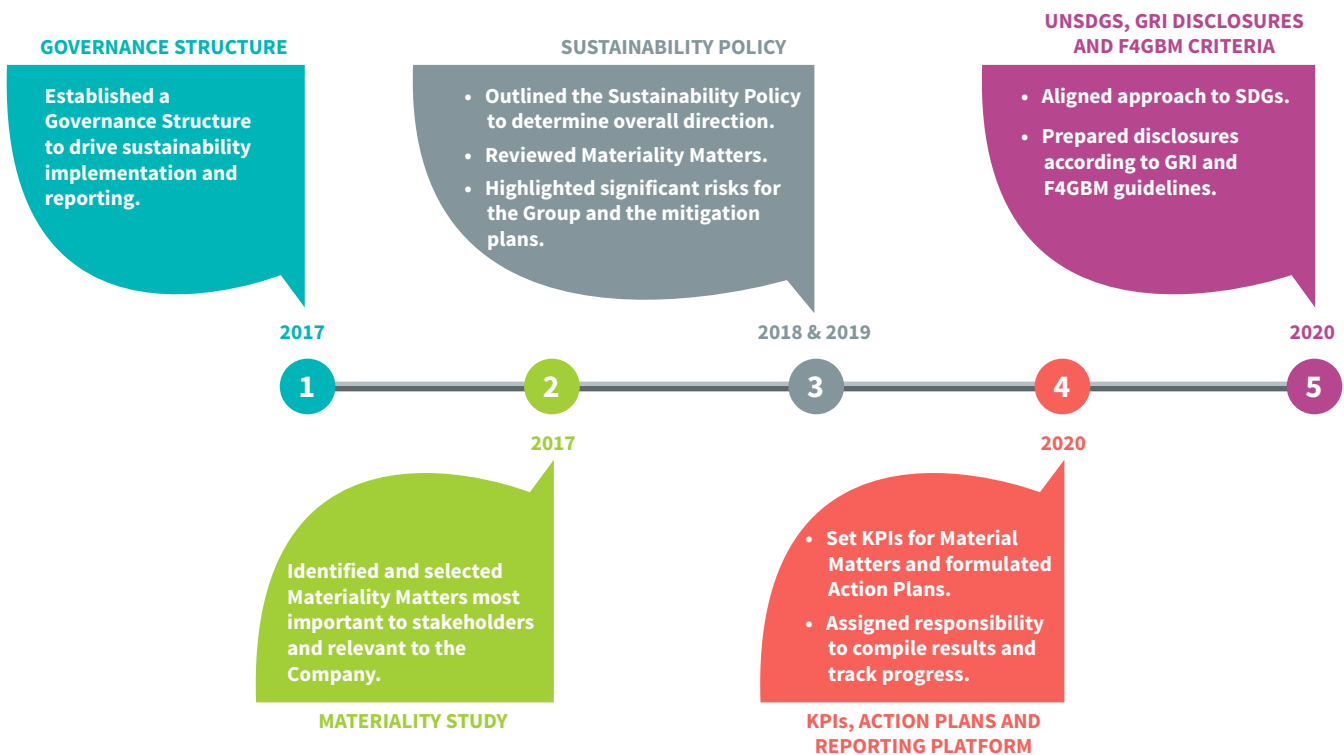 GOVERNANCE STRUCTURE
Established a
Governance Structure
to drive sustainability
implementation and
reporting.
2017
1
2
2017
Identified and selected
Materiality Matters most
important to stakeholders
and relevant to the
Company.
MATERIALITY STUDY
SUSTAINABILITY POLICY
• Outlined the Sustainability Policy
to determine overall direction.
• Reviewed Materiality Matters.
• Highlighted significant risks for
the Group and the mitigation
plans.
2018 & 2019
3
4
2020
• Set KPIs for Material
Matters and formulated
Action Plans.
• Assigned responsibility
to compile results and
track progress.
KPIs, ACTION PLANS AND
REPORTING PLATFORM
UNSDGS, GRI DISCLOSURES
AND F4GBM CRITERIA
• Aligned approach to SDGs.
• Prepared disclosures
according to GRI and
F4GBM guidelines.
2020
5